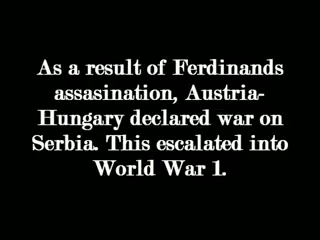 As a result of Ferdinands
assasination, Austria-
Hungary declared war on
Serbia. This escalated into
World War 1.